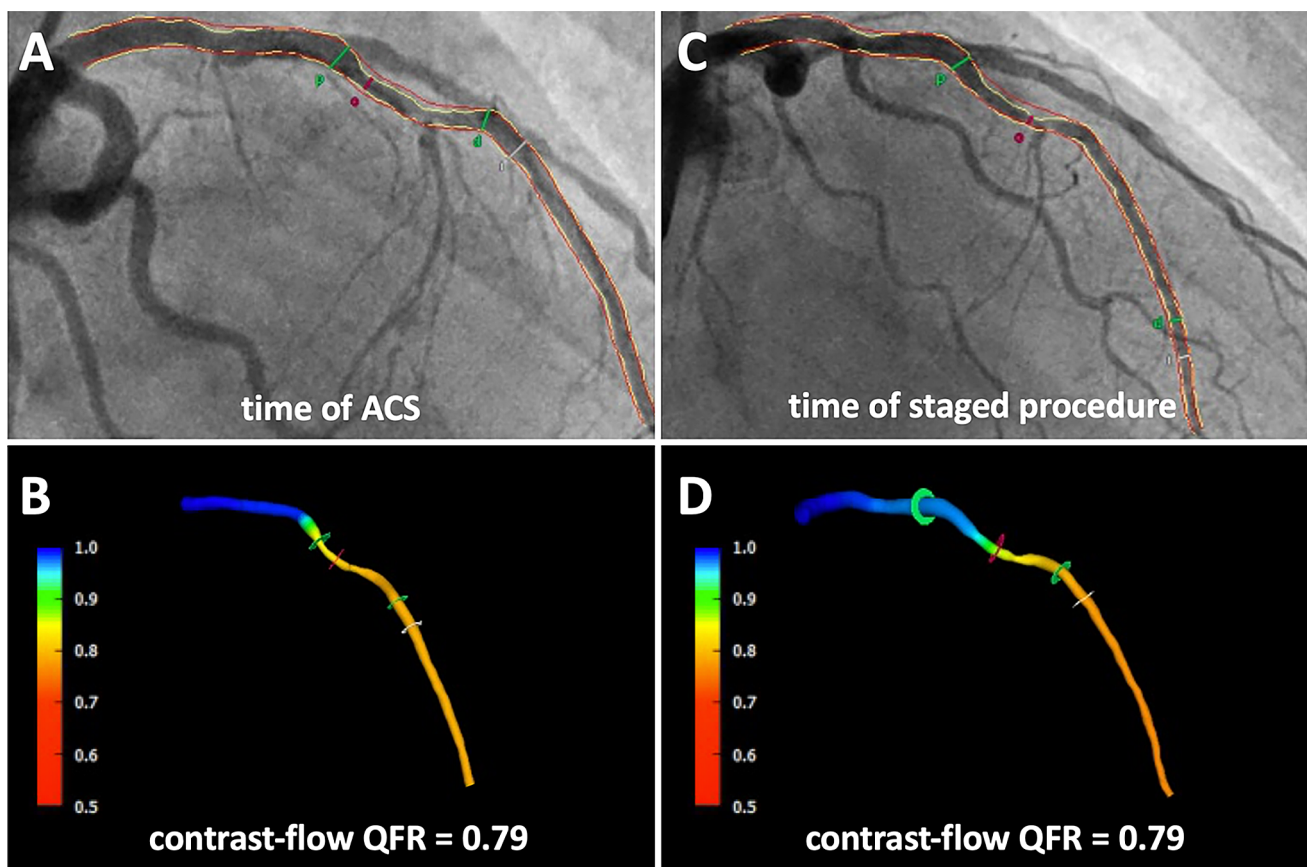 A
p
o
d
l
time of ACS
C
p
o
d
l
time of staged procedure
B
1.0
0.9
0.8
0.7
0.6
0.5
contrast-flow QFR = 0.79
D
1.0
0.9
0.8
0.7
0.6
0.5
contrast-flow QFR = 0.79